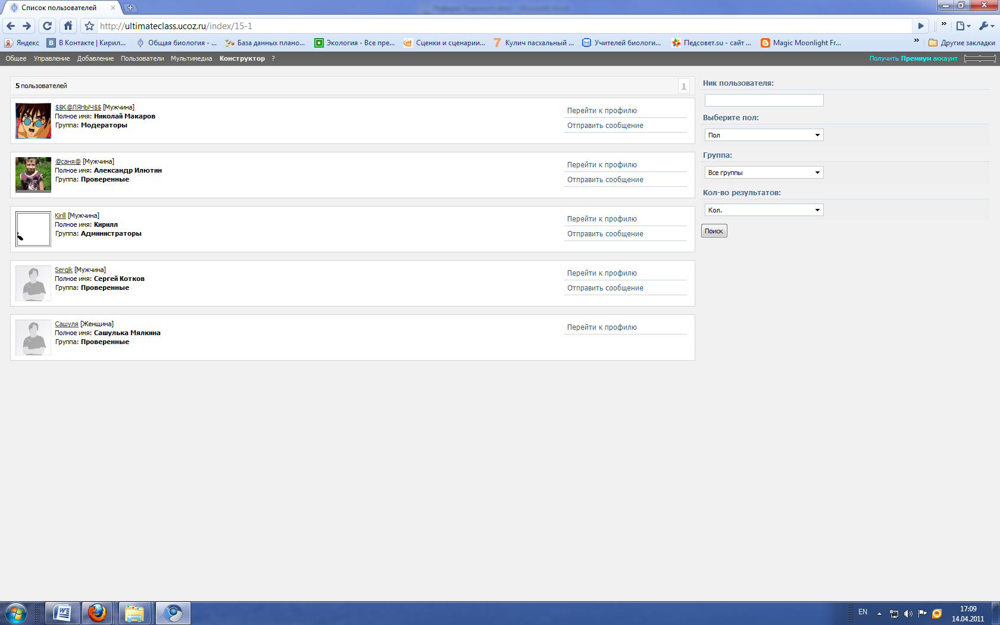 Список пользователей
http://ultimateclass.ucoz.ru/index/15-1
Яндекс
В Контакте | Кирил...
Общая биология - ...
База данных плано...
Экология - Все пре...
Сценки и сценарии...
Кулич пасхальный ...
Учителей биологи...
Педсовет.su - сайт ...
Magic Moonlight Fr...
Другие закладки
Общее Управление Добавление Пользователи Мультимедиа Конструктор ?
Получить Премиум аккаунт
5 пользователей
1
$$К@ЛЯНЫЧ$$ [Мужчина]
Полное имя: Николай Макаров
Группа: Модераторы
Перейти к профилю
Отправить сообщение
@саня@ [Мужчина]
Полное имя: Александр Илютин
Группа: Проверенные
Перейти к профилю
Отправить сообщение
Kirill [Мужчина]
Полное имя: Кирилл
Группа: Администраторы
Перейти к профилю
Отправить сообщение
Sergik [Мужчина]
Полное имя: Сергей Котков
Группа: Проверенные
Перейти к профилю
Отправить сообщение
Сашуля [Женщина]
Полное имя: Сашулька Мялкина
Группа: Проверенные
Перейти к профилю
Ник пользователя:
Выберите пол:
Пол
Группа:
Все группы
Кол-во результатов:
Кол.
Поиск
EN
17:09
14.04.2011